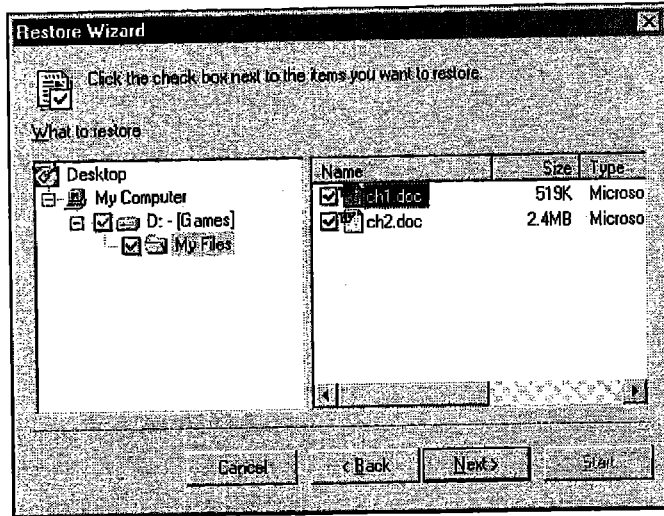 Restore Wizard
Click the check box next to the items you want to restore.
What to restore
Desktop
My Computer
D: - [Games]
My Files
Name Size Type
ch1.doc 519K Microso
ch2.doc 2.4MB Microso
Cancel < Back Next > Start